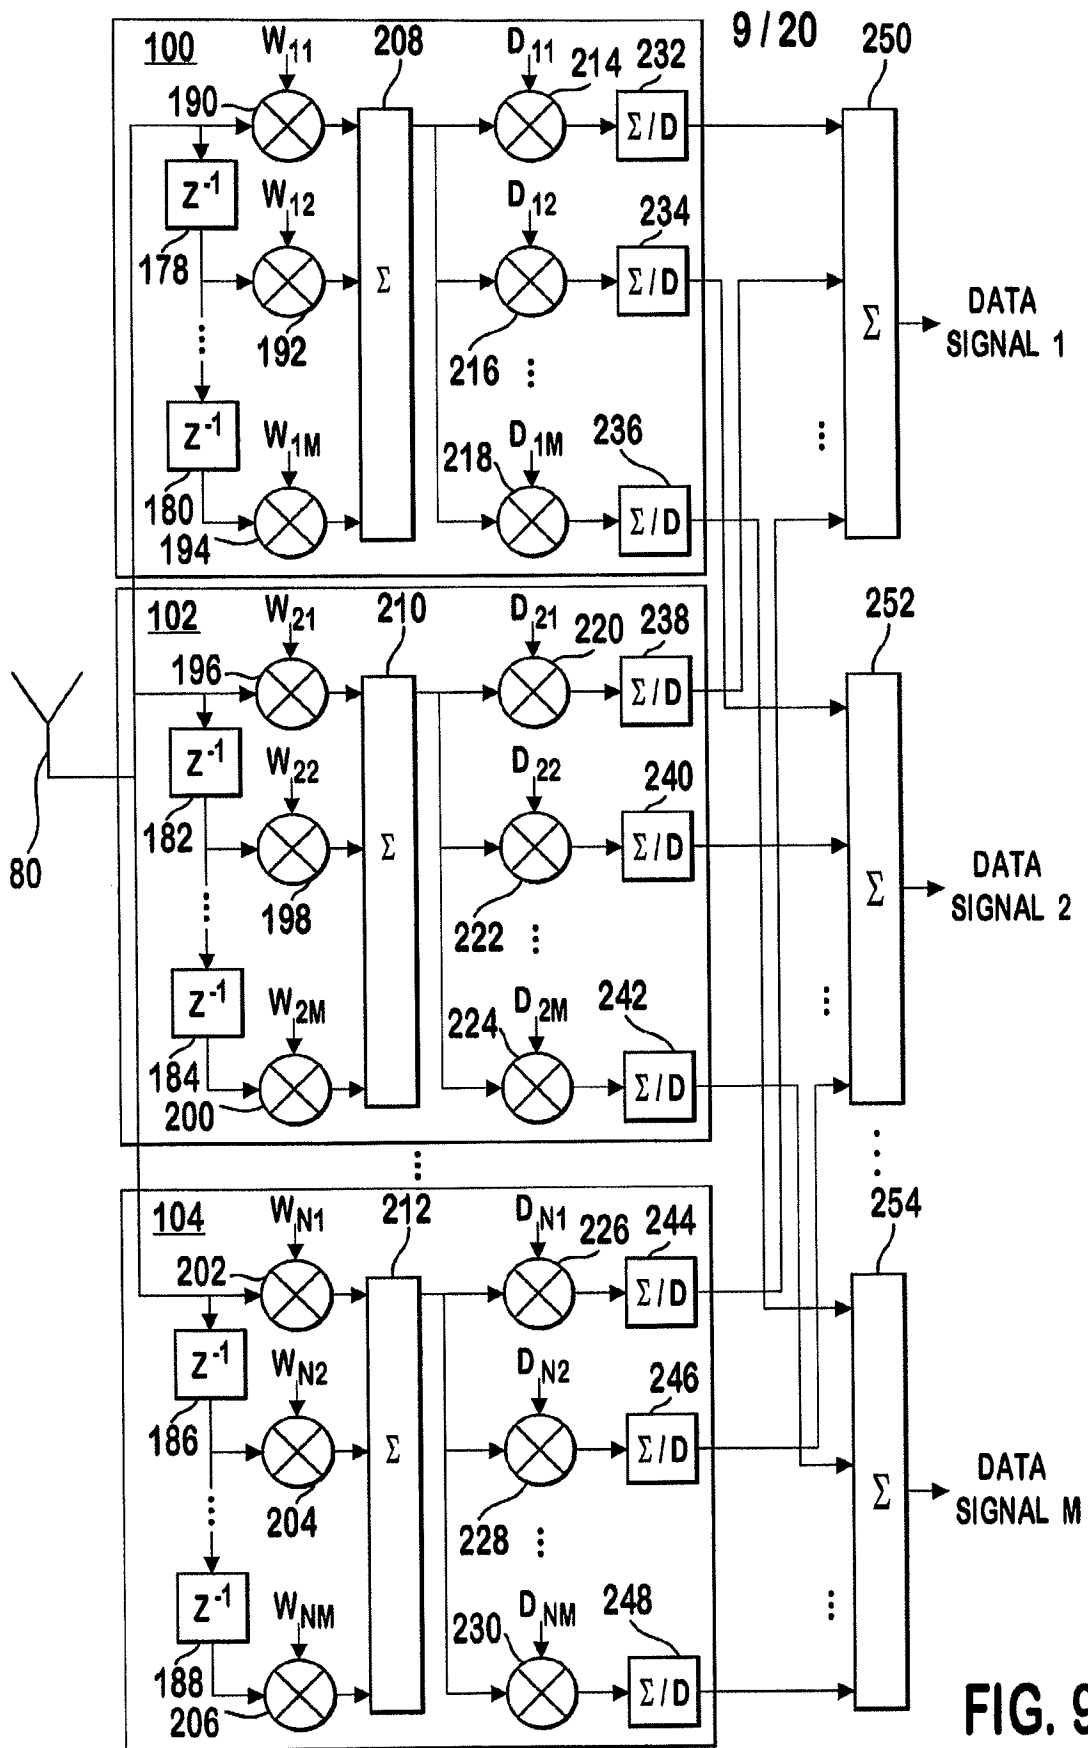 9/20
100
W11
208
D11
214
232
250
190
Σ/D
Z-1
W12
D12
234
178
Σ
Σ/D
192
216
Σ
DATA
SIGNAL 1
...
...
...
Z-1
W1M
D1M
236
218
180
Σ/D
194
102
W21
210
D21
220
238
252
196
Σ/D
Z-1
W22
D22
240
182
Σ
Σ/D
80
198
222
Σ
DATA
SIGNAL 2
...
...
...
Z-1
W2M
D2M
242
224
184
Σ/D
200
...
...
104
WN1
212
DN1
226
244
254
202
Σ/D
Z-1
WN2
DN2
246
186
Σ
Σ/D
204
228
Σ
DATA
SIGNAL M
...
...
...
Z-1
WNM
DNM
248
230
188
Σ/D
206
FIG. 9